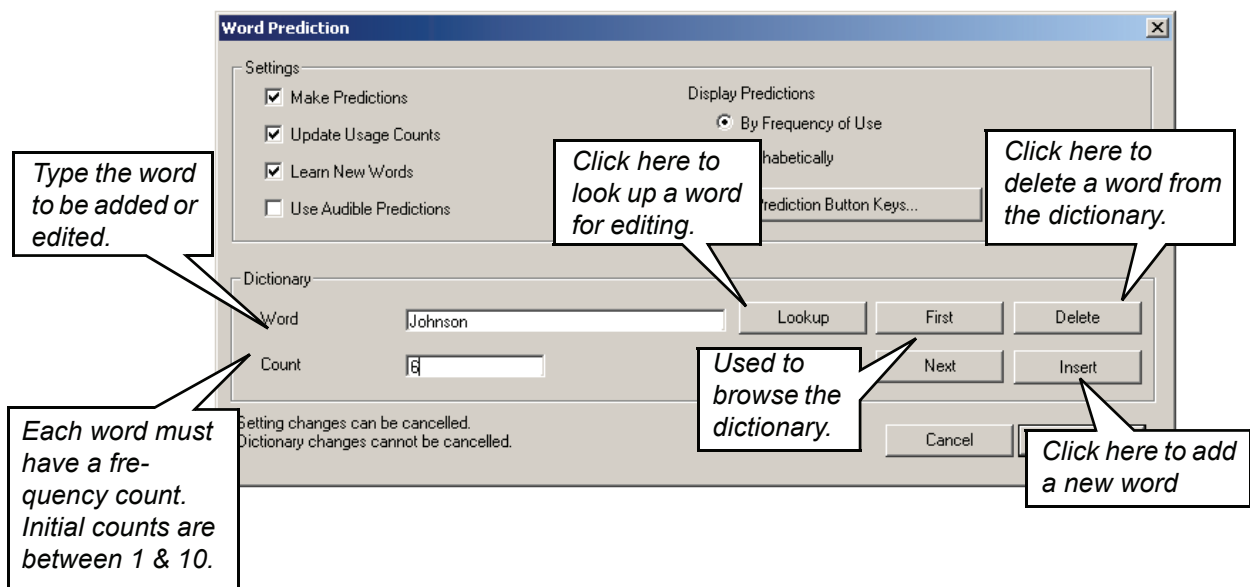 Word Prediction
Settings
Make Predictions
Update Usage Counts
Learn New Words
Use Audible Predictions
Display Predictions
By Frequency of Use
habetically
rediction Button Keys...
Type the word
to be added or
edited.
Click here to
look up a word
for editing.
Click here to
delete a word from
the dictionary.
Dictionary
Word
Johnson
Lookup
First
Delete
Count
6
Next
Insert
Used to
browse the
dictionary.
Each word must
have a fre-
quency count.
Initial counts are
between 1 & 10.
Setting changes can be cancelled.
Dictionary changes cannot be cancelled.
Cancel
Click here to add
a new word